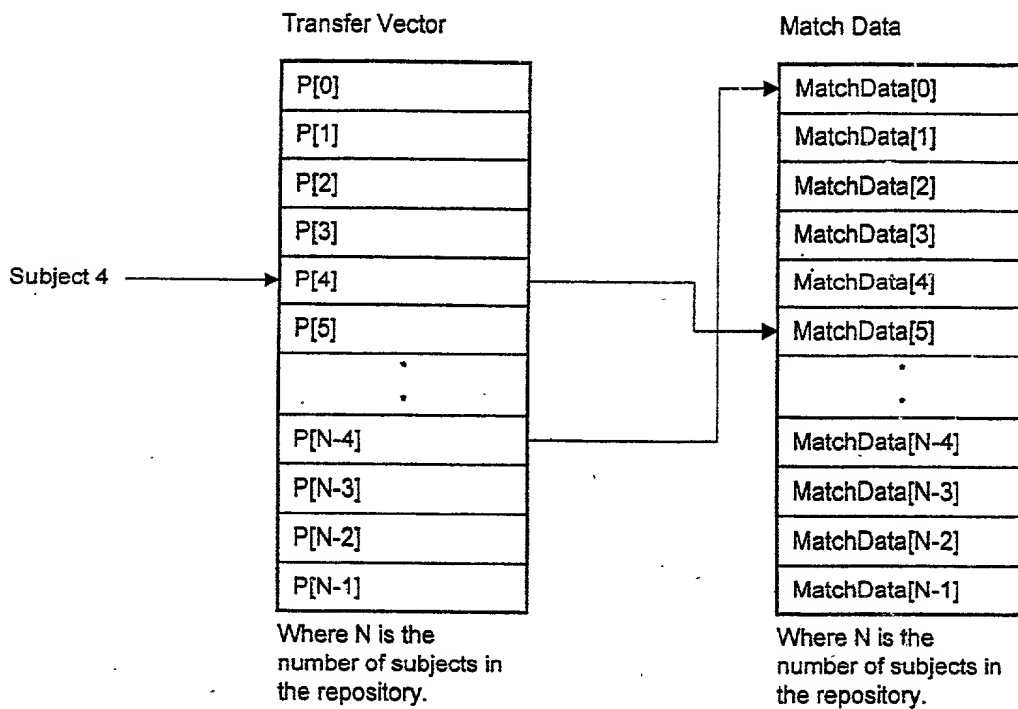 Transfer Vector
P[0]
P[1]
P[2]
P[3]
Subject 4
P[4]
P[5]
P[N-4]
P[N-3]
P[N-2]
P[N-1]
Where N is the
number of subjects in
the repository.
Match Data
MatchData[0]
MatchData[1]
MatchData[2]
MatchData[3]
MatchData[4]
MatchData[5]
MatchData[N-4]
MatchData[N-3]
MatchData[N-2]
MatchData[N-1]
Where N is the
number of subjects in
the repository.